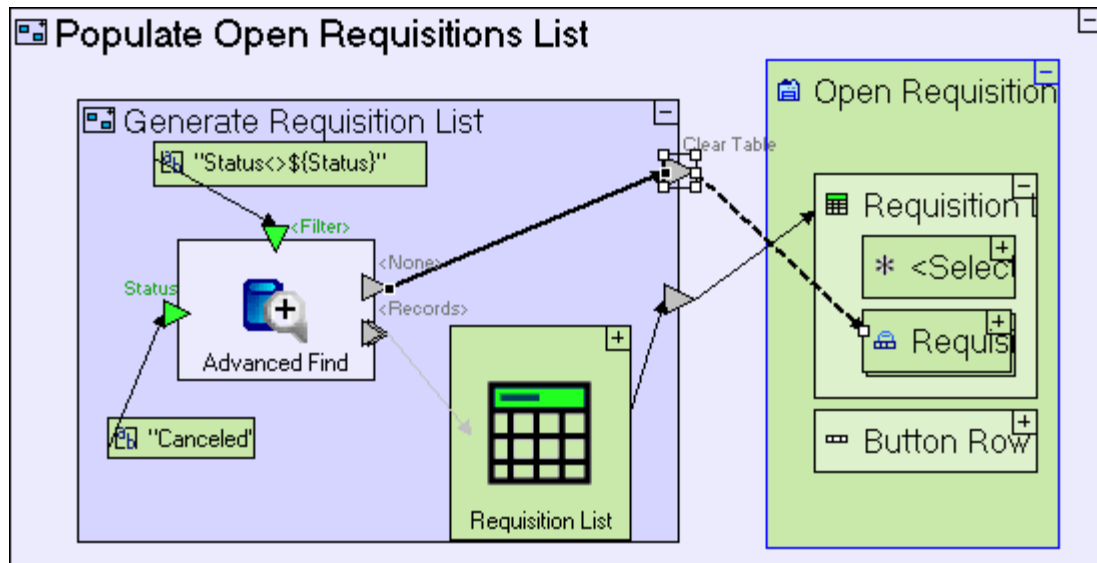 Populate Open Requisitions List
Open Requisition
Generate Requisition List
Clear Table
"Status<>${Status}"
Requisition t
<Filter>
<None>
* <Selec
Status
<Records>
Requisi
Advanced Find
"Canceled"
Button Row
Requisition List